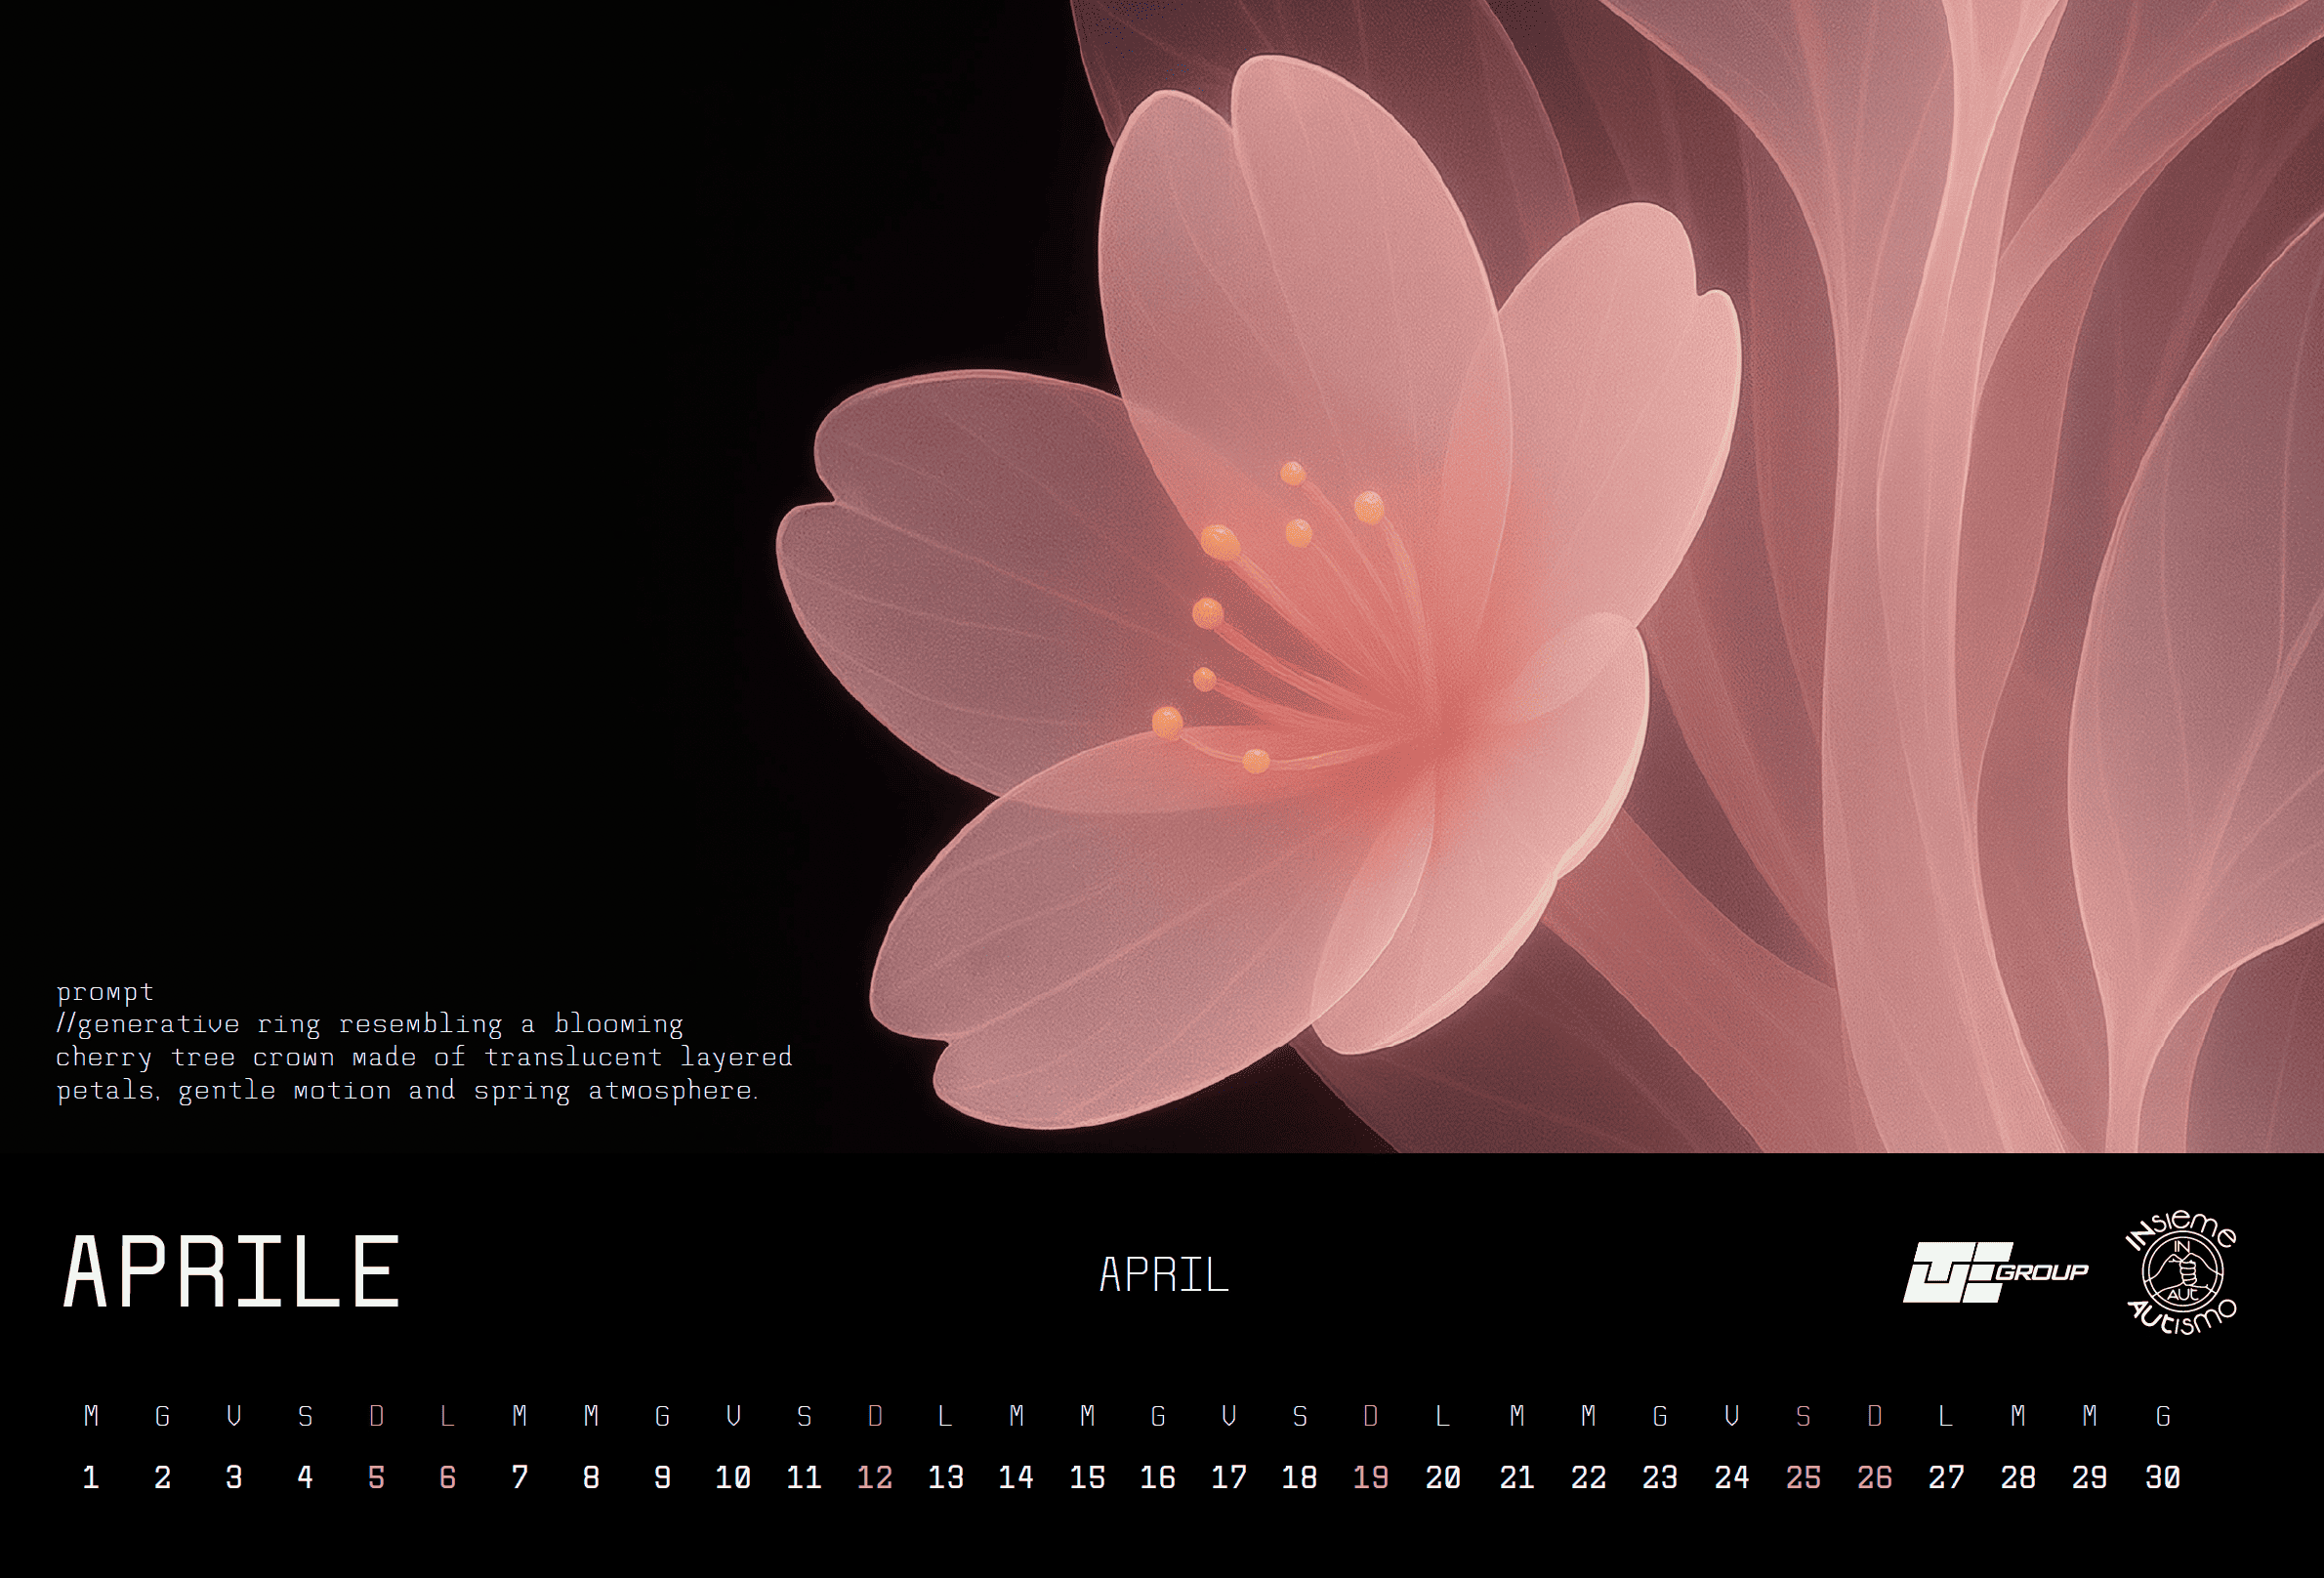 prompt
//generative ring resembling a blooming
cherry tree crown made of translucent layered
petals, gentle motion and spring atmosphere.
APRILE
APRIL
GROUP
INsieme
IN
AUt
AUtismo
M G V S D L M M G V S D L M M G V S D L M M G V S D L M M G
1 2 3 4 5 6 7 8 9 10 11 12 13 14 15 16 17 18 19 20 21 22 23 24 25 26 27 28 29 30